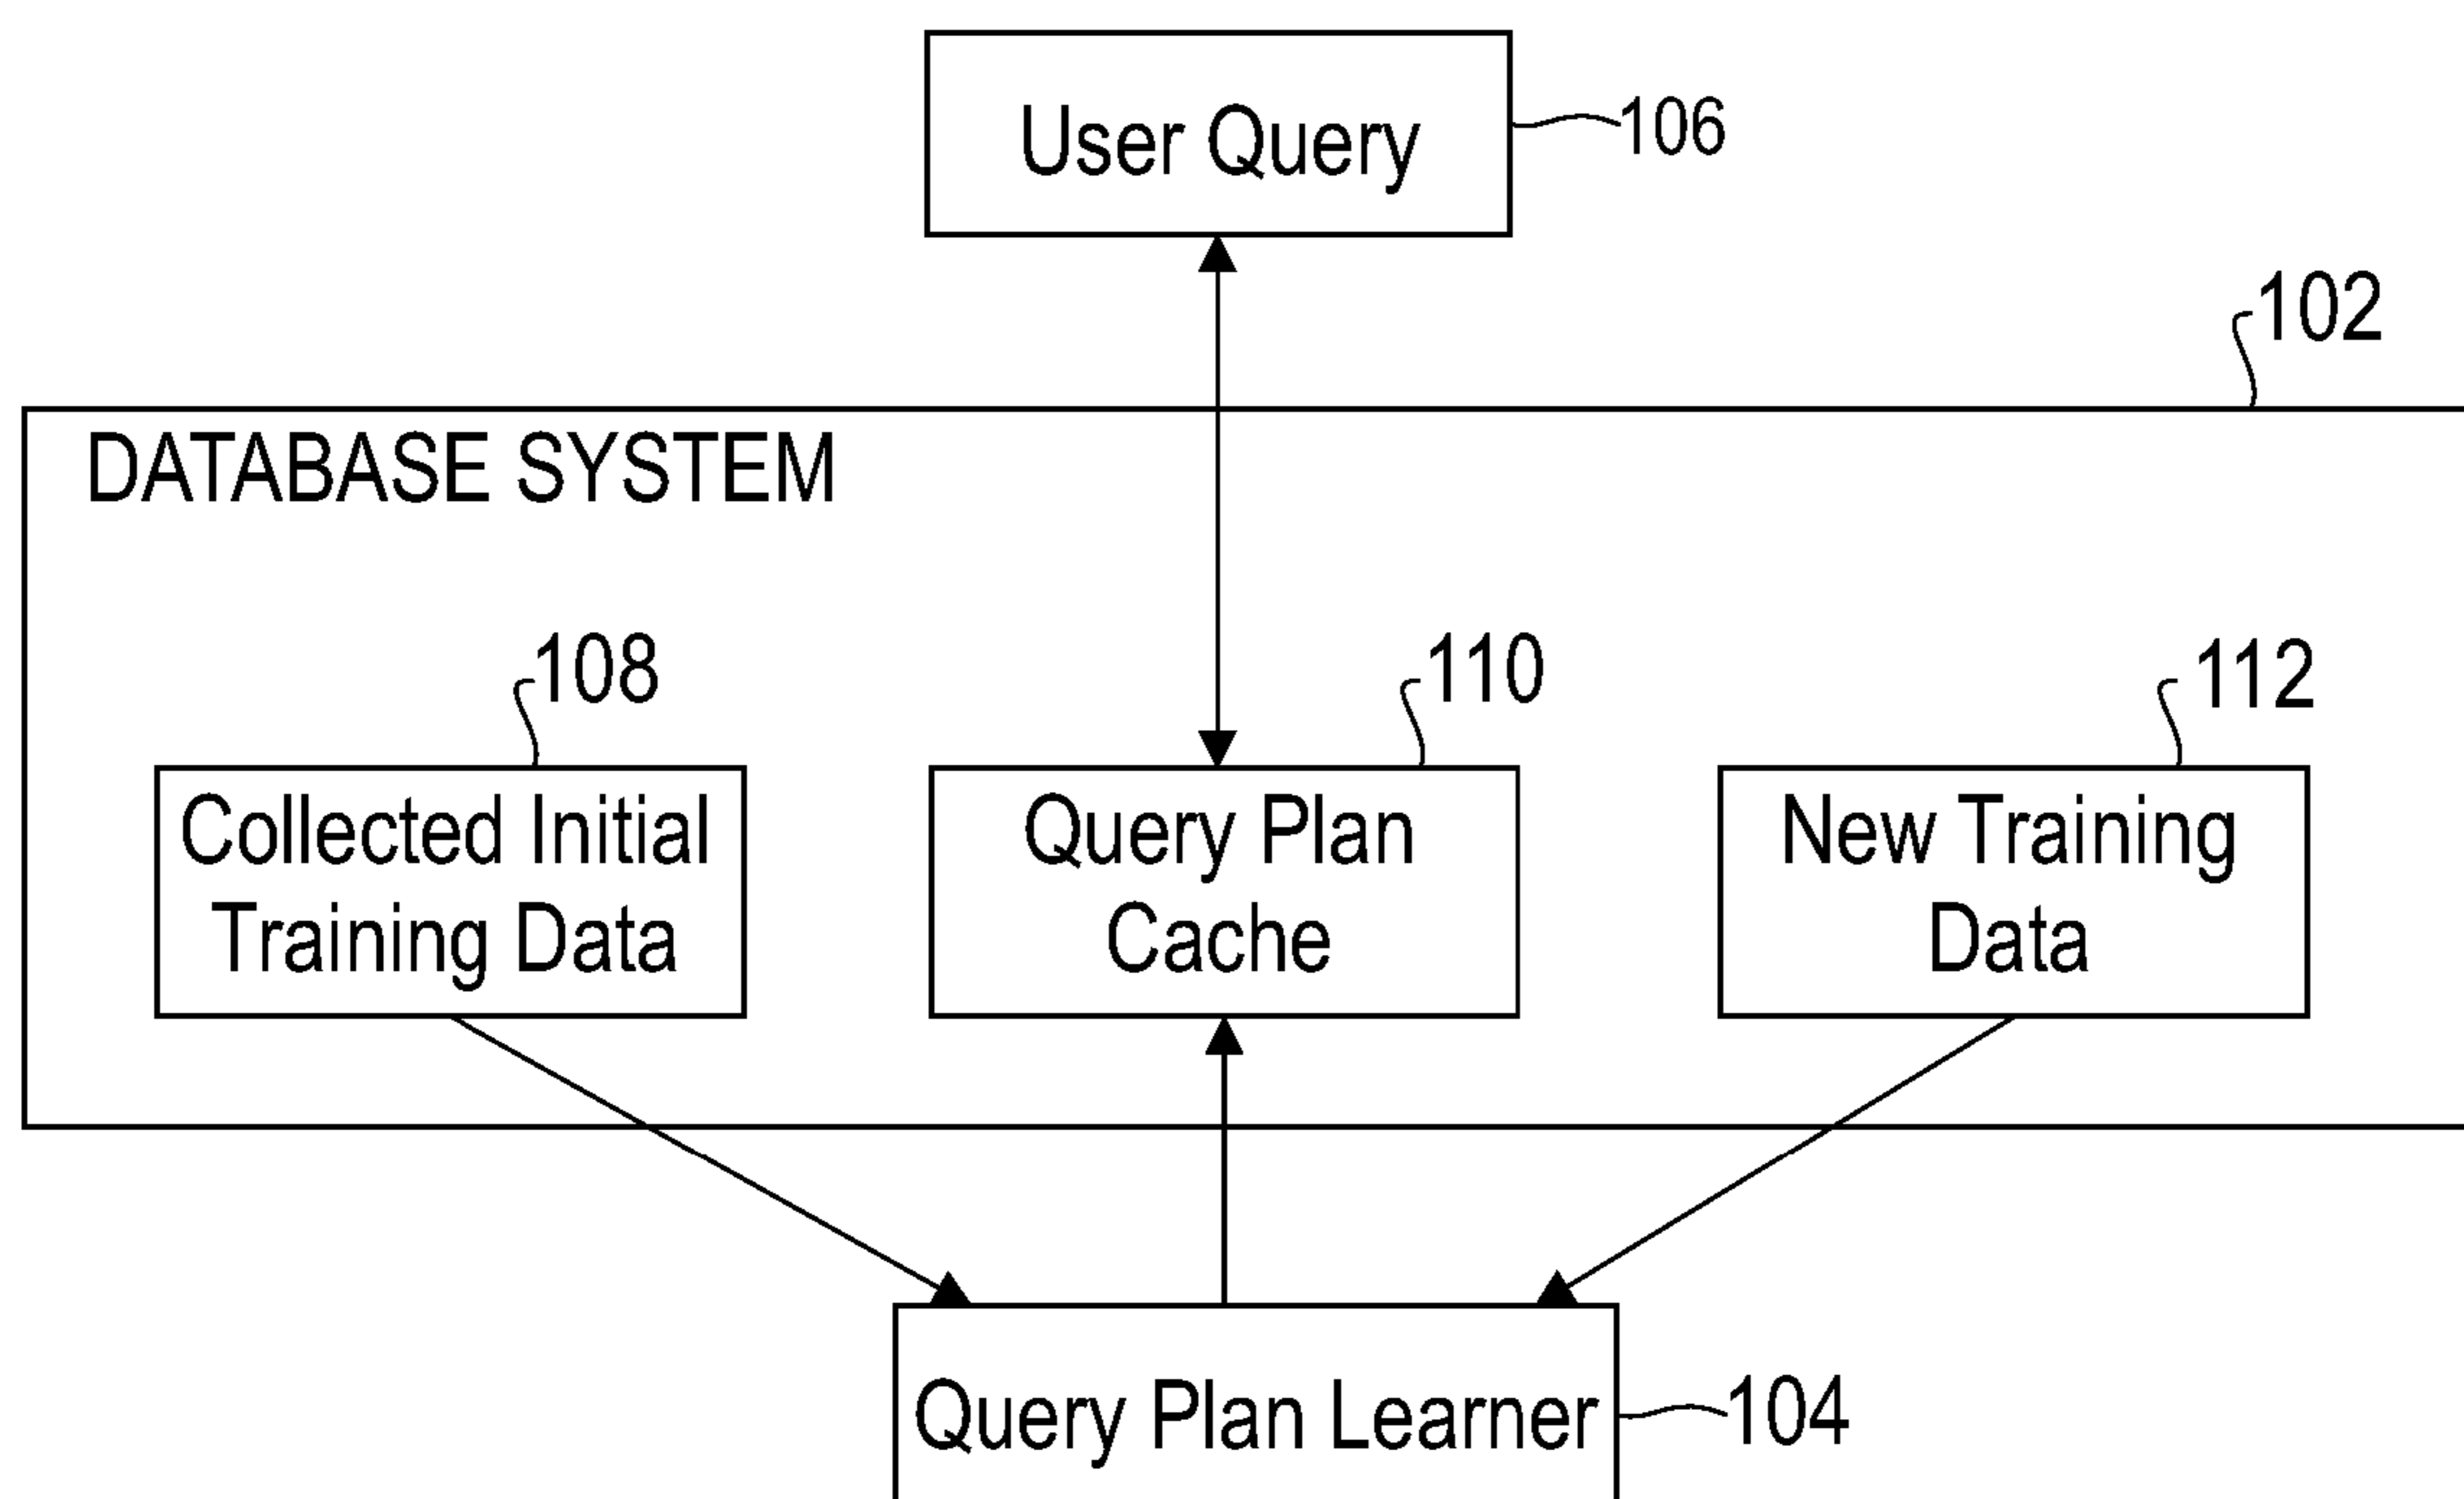 User Query
106
102
DATABASE SYSTEM
108
110
112
Collected Initial
Training Data
Query Plan
Cache
New Training
Data
Query Plan Learner
104